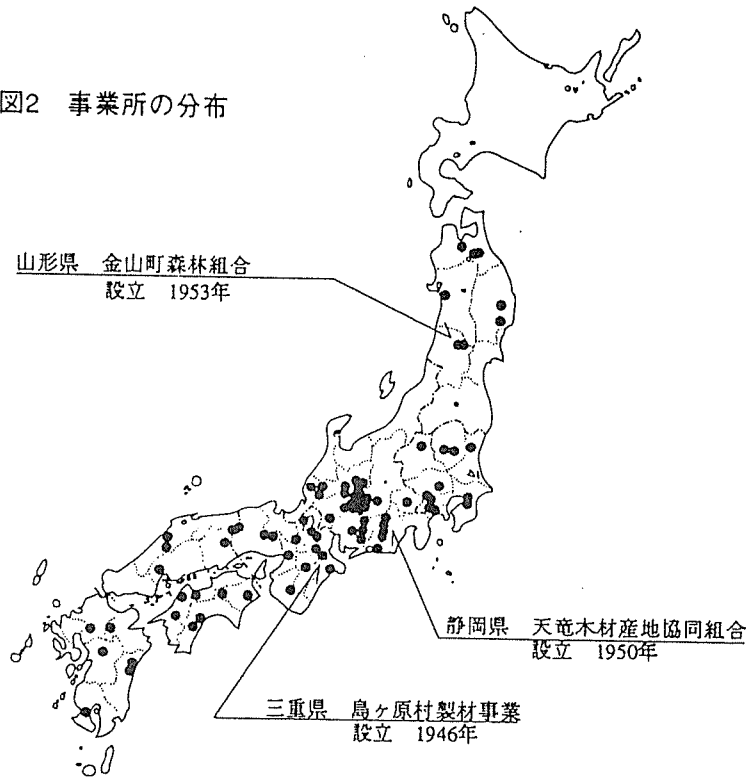 図2 事業所の分布
山形県 金山町森林組合
設立 1953年
静岡県 天竜木材産地協同組合
設立 1950年
三重県 島ヶ原村製材事業
設立 1946年